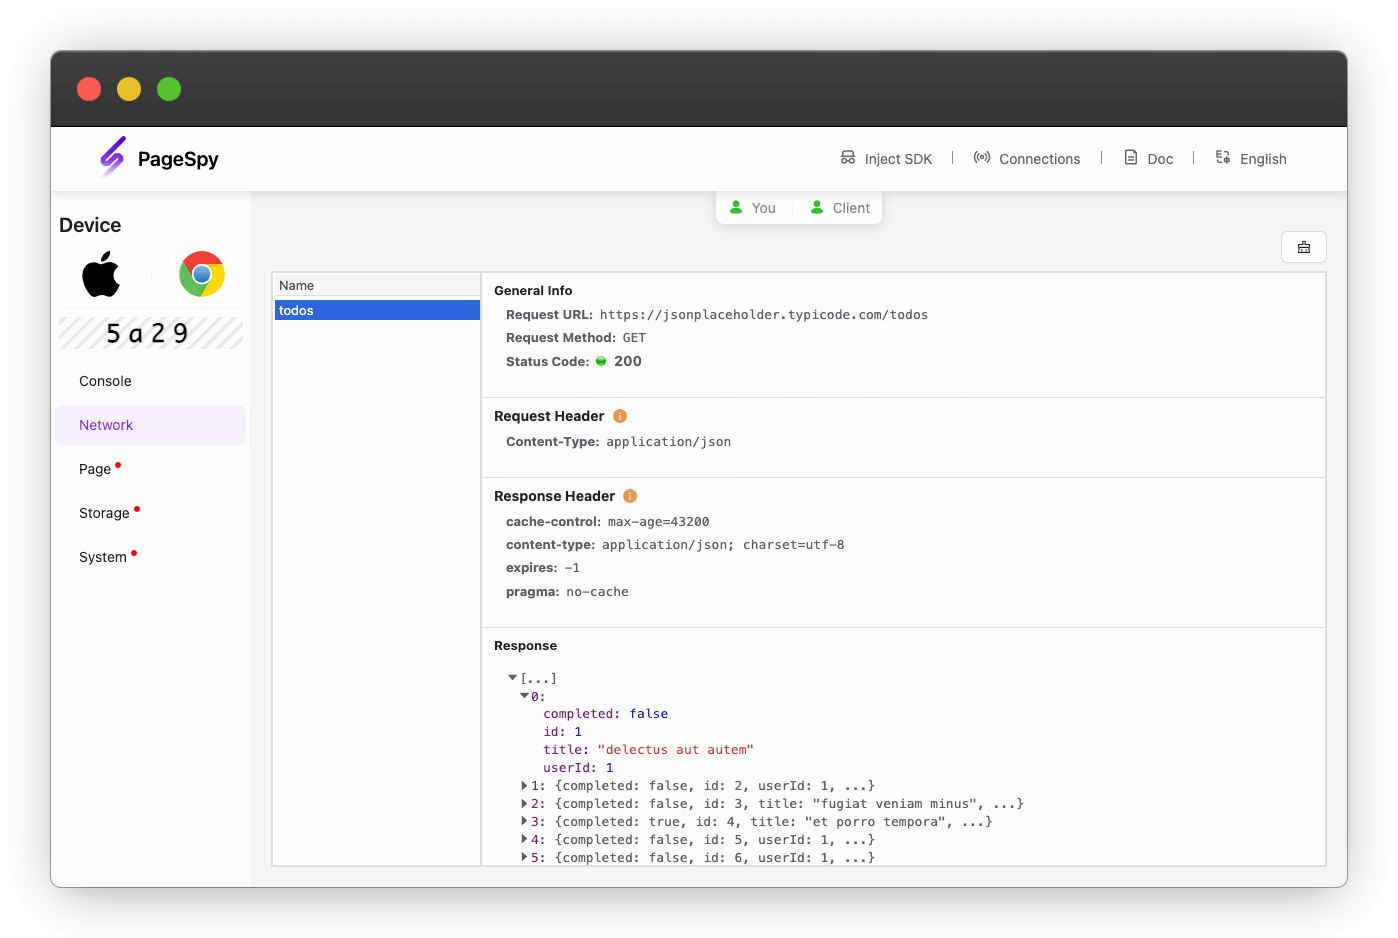 PageSpy
Inject SDK
Connections
Doc
English
You
Client
Device
5a29
Console
Network
Page
Storage
System
Name
todos
General Info
Request URL: https://jsonplaceholder.typicode.com/todos
Request Method: GET
Status Code: 200
Request Header
Content-Type: application/json
Response Header
cache-control: max-age=43200
content-type: application/json; charset=utf-8
expires: -1
pragma: no-cache
Response
[...]
0:
completed: false
id: 1
title: "delectus aut autem"
userId: 1
1: {completed: false, id: 2, userId: 1, ...}
2: {completed: false, id: 3, title: "fugiat veniam minus", ...}
3: {completed: true, id: 4, title: "et porro tempora", ...}
4: {completed: false, id: 5, userId: 1, ...}
5: {completed: false, id: 6, userId: 1, ...}